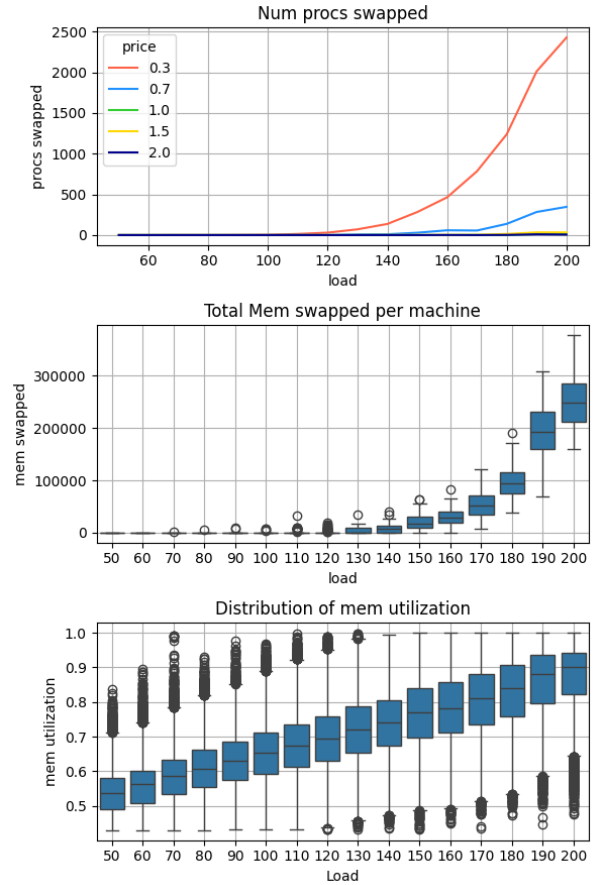 Num procs swapped
procs swapped
2500
2000
1500
1000
500
0
price
0.3
0.7
1.0
1.5
2.0
60 80 100 120 140 160 180 200
load
Total Mem swapped per machine
mem swapped
300000
200000
100000
0
50 60 70 80 90 100 110 120 130 140 150 160 170 180 190 200
load
Distribution of mem utilization
mem utilization
1.0
0.9
0.8
0.7
0.6
0.5
50 60 70 80 90 100 110 120 130 140 150 160 170 180 190 200
Load